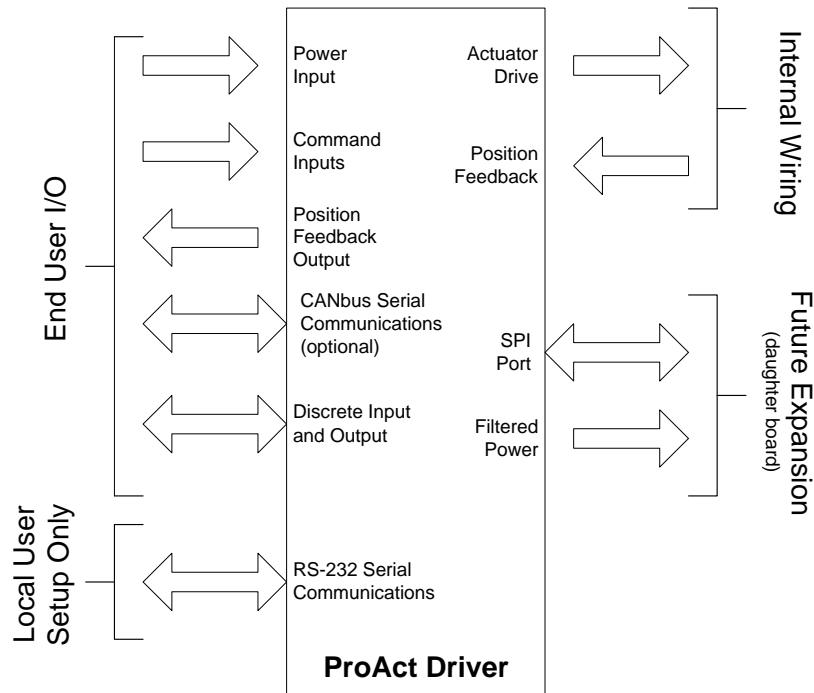 End User I/O
Power
Input
Command
Inputs
Position
Feedback
Output
CANbus Serial
Communications
(optional)
Discrete Input
and Output
Local User
Setup Only
RS-232 Serial
Communications
Actuator
Drive
Position
Feedback
Internal Wiring
SPI
Port
Filtered
Power
Future Expansion
(daughter board)
ProAct Driver